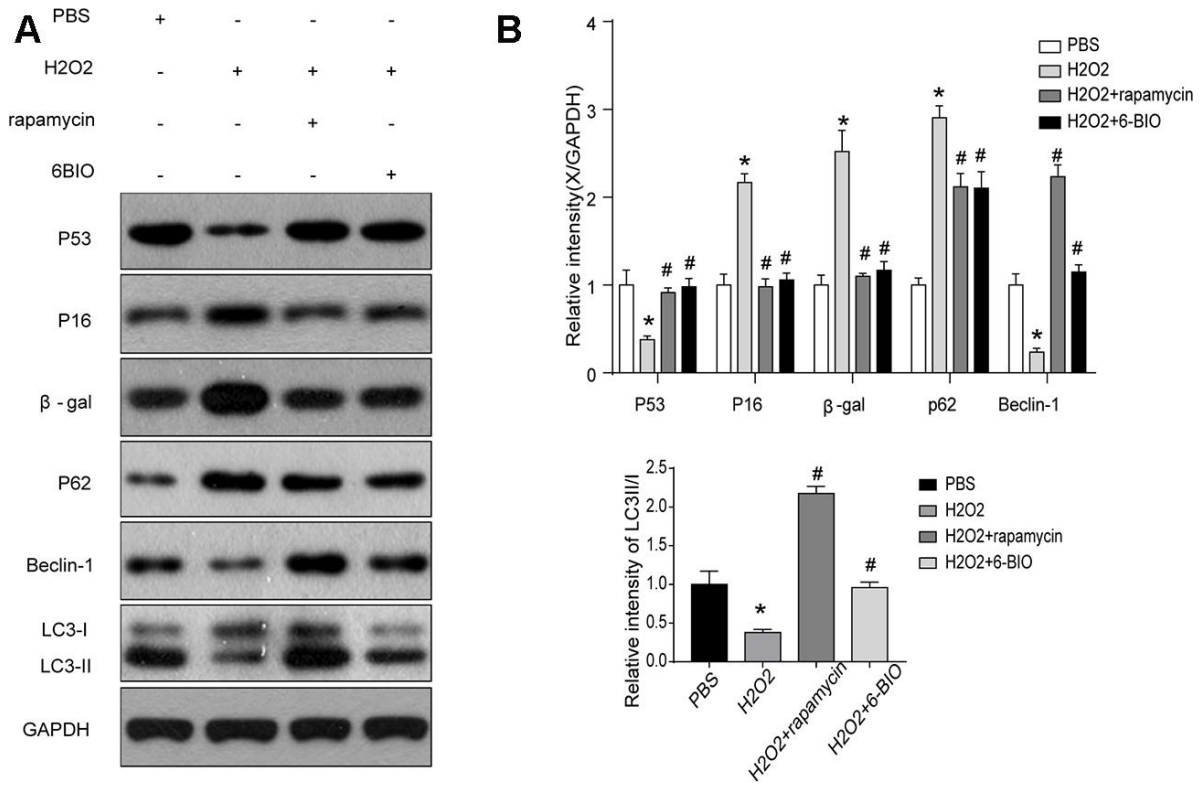 A
PBS + - - -
H2O2 - + + +
rapamycin - - + -
6BIO - - - +
P53
P16
β - gal
P62
Beclin-1
LC3-I
LC3-II
GAPDH
B
Relative intensity(X/GAPDH)
4
3
2
1
0
PBS
H2O2
H2O2+rapamycin
H2O2+6-BIO
* # #
* # #
* # #
* # #
* # #
P53 P16 β-gal p62 Beclin-1
Relative intensity of LC3II/I
2.5
2.0
1.5
1.0
0.5
0.0
* # #
PBS H2O2 H2O2+rapamycin H2O2+6-BIO
PBS
H2O2
H2O2+rapamycin
H2O2+6-BIO